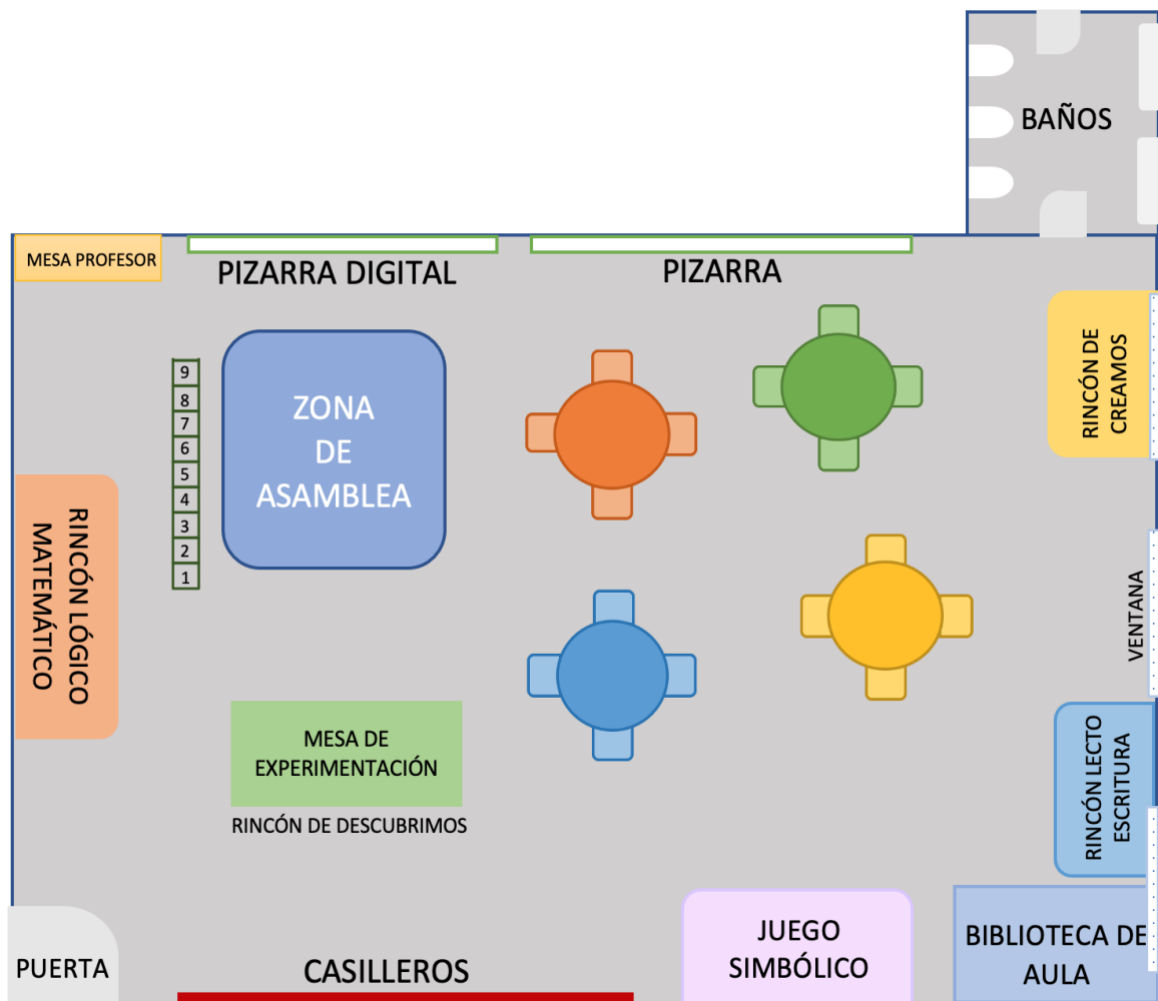 BAÑOS
MESA PROFESOR
PIZARRA DIGITAL
PIZARRA
9
8
7
6
5
4
3
2
1
ZONA
DE
ASAMBLEA
RINCÓN DE
CREAMOS
RINCÓN LÓGICO
MATEMÁTICO
VENTANA
MESA DE
EXPERIMENTACIÓN
RINCÓN DE DESCUBRIMOS
RINCÓN LECTO
ESCRITURA
PUERTA
CASILLEROS
JUEGO
SIMBÓLICO
BIBLIOTECA DE
AULA